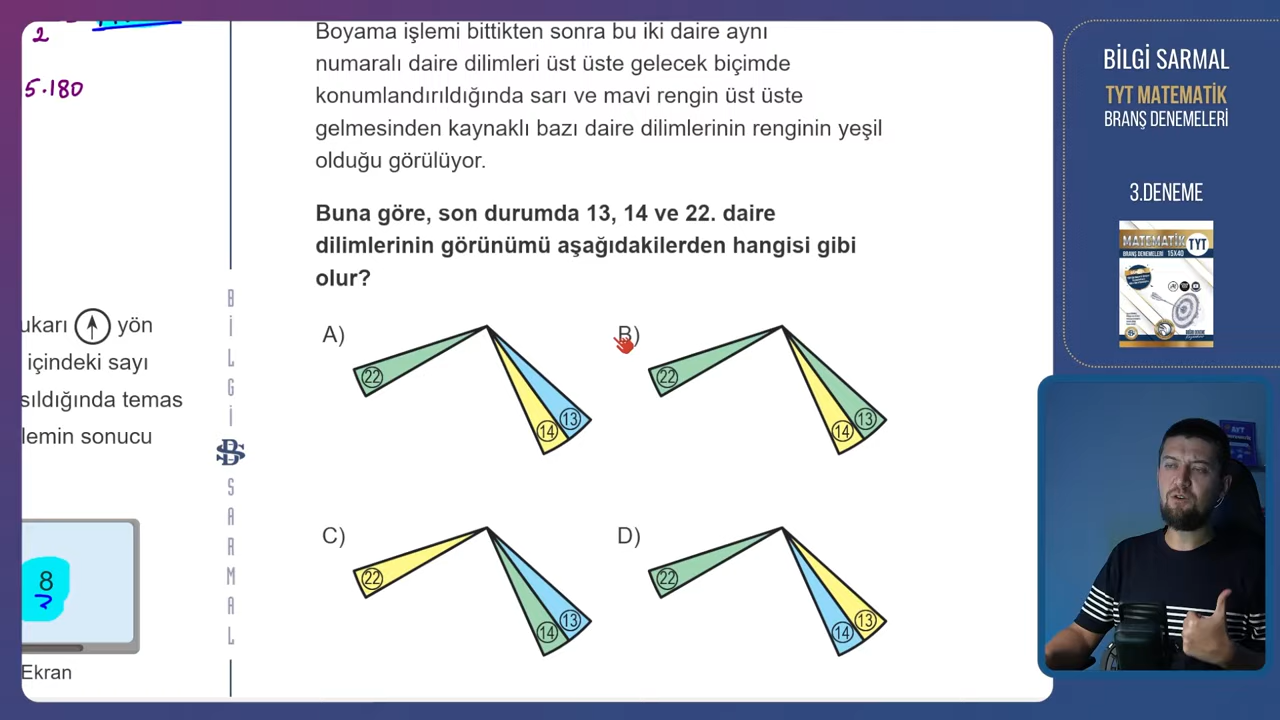 2
5.180
ukarı yön
içindeki sayı
sıldığında temas
lemin sonucu
8
2
Ekran
BİLGİ
SARMAL
Boyama işlemi bittikten sonra bu iki daire aynı
numaralı daire dilimleri üst üste gelecek biçimde
konumlandırıldığında sarı ve mavi rengin üst üste
gelmesinden kaynaklı bazı daire dilimlerinin renginin yeşil
olduğu görülüyor.
Buna göre, son durumda 13, 14 ve 22. daire
dilimlerinin görünümü aşağıdakilerden hangisi gibi
olur?
A)
22
14
13
B)
22
14
13
C)
22
14
13
D)
22
14
13
BİLGİ SARMAL
TYT MATEMATİK
BRANŞ DENEMELERİ
3.DENEME
MATEMATİK TYT
BRANŞ DENEMELERİ 15X40